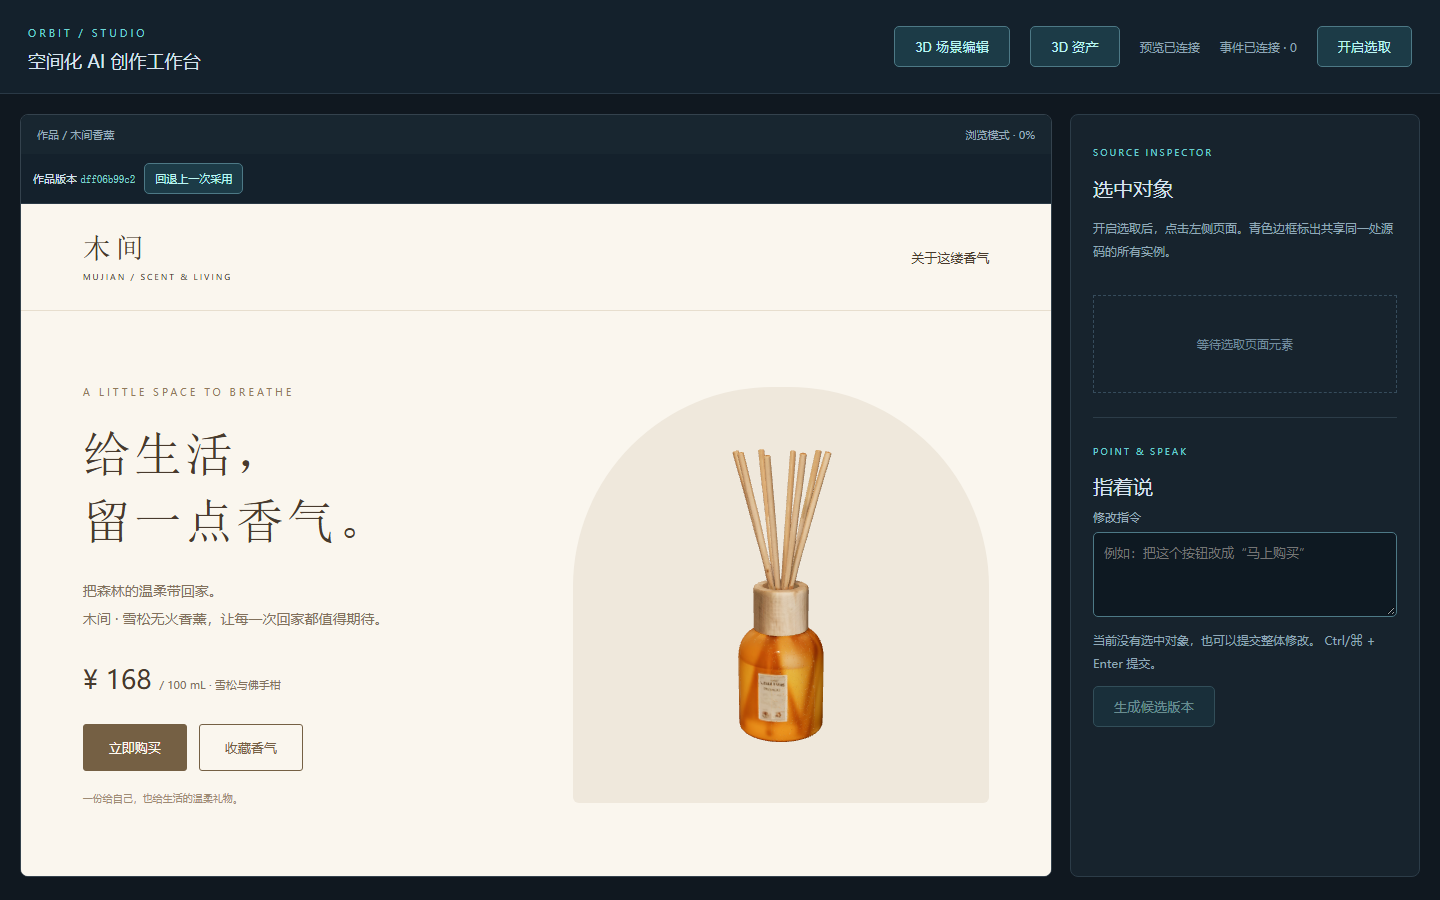 ORBIT / STUDIO
空间化 AI 创作工作台
3D 场景编辑
3D 资产
预览已连接
事件已连接 · 0
开启选取
作品 / 木间香薰
浏览模式 · 0%
作品版本 dff06b99c2
回退上一次采用
木间
MUJIAN / SCENT & LIVING
关于这缕香气
A LITTLE SPACE TO BREATHE
给生活，
留一点香气。
把森林的温柔带回家。
木间 · 雪松无火香薰，让每一次回家都值得期待。
¥ 168 / 100 mL · 雪松与佛手柑
立即购买
收藏香气
一份给自己，也给生活的温柔礼物。
SOURCE INSPECTOR
选中对象
开启选取后，点击左侧页面。青色边框标出共享同一处源
码的所有实例。
等待选取页面元素
POINT & SPEAK
指着说
修改指令
例如：把这个按钮改成“马上购买”
当前没有选中对象，也可以提交整体修改。 Ctrl/⌘ +
Enter 提交。
生成候选版本